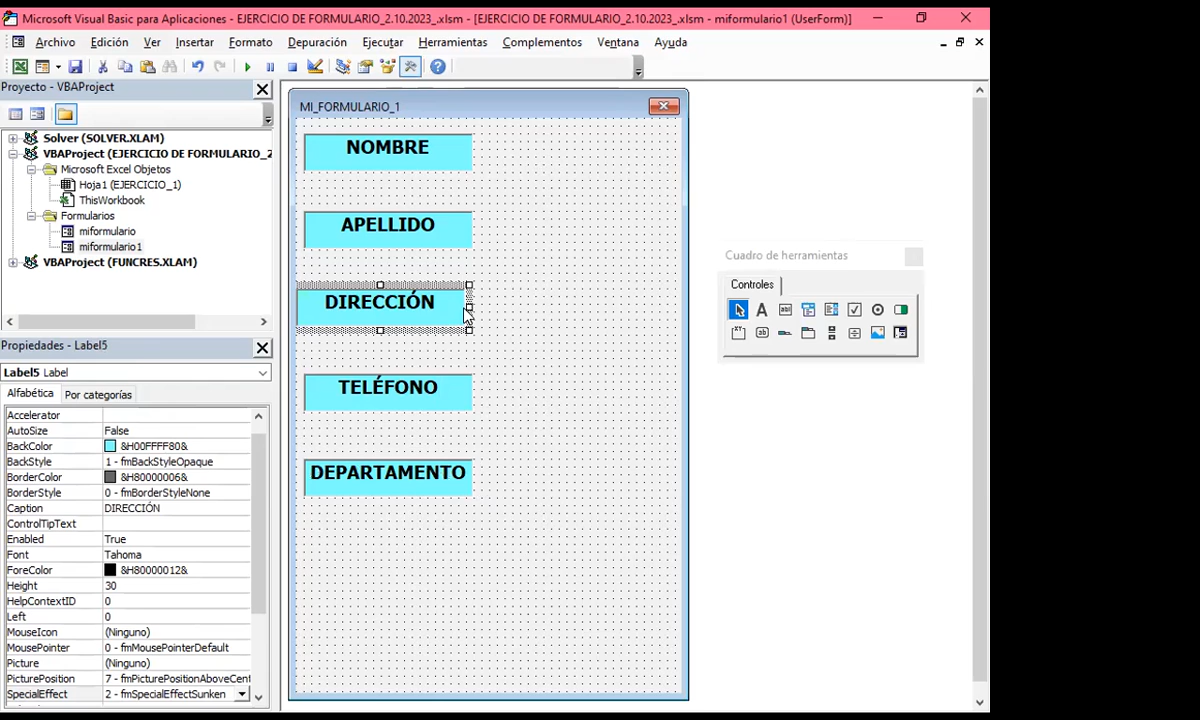 Microsoft Visual Basic para Aplicaciones - EJERCICIO DE FORMULARIO_2.10.2023_.xlsm - [EJERCICIO DE FORMULARIO_2.10.2023_.xlsm - miformulario1 (UserForm)]
Archivo Edición Ver Insertar Formato Depuración Ejecutar Herramientas Complementos Ventana Ayuda
Proyecto - VBAProject
Solver (SOLVER.XLAM)
VBAProject (EJERCICIO DE FORMULARIO_2
Microsoft Excel Objetos
Hoja1 (EJERCICIO_1)
ThisWorkbook
Formularios
miformulario
miformulario1
VBAProject (FUNCRES.XLAM)
Propiedades - Label5
Label5 Label
Alfabética Por categorías
Accelerator
AutoSize False
BackColor &H00FFFF80&
BackStyle 1 - fmBackStyleOpaque
BorderColor &H80000006&
BorderStyle 0 - fmBorderStyleNone
Caption DIRECCIÓN
ControlTipText
Enabled True
Font Tahoma
ForeColor &H80000012&
Height 30
HelpContextID 0
Left 0
MouseIcon (Ninguno)
MousePointer 0 - fmMousePointerDefault
Picture (Ninguno)
PicturePosition 7 - fmPicturePositionAboveCent
SpecialEffect 2 - fmSpecialEffectSunken
MI_FORMULARIO_1
NOMBRE
APELLIDO
DIRECCIÓN
TELÉFONO
DEPARTAMENTO
Cuadro de herramientas
Controles